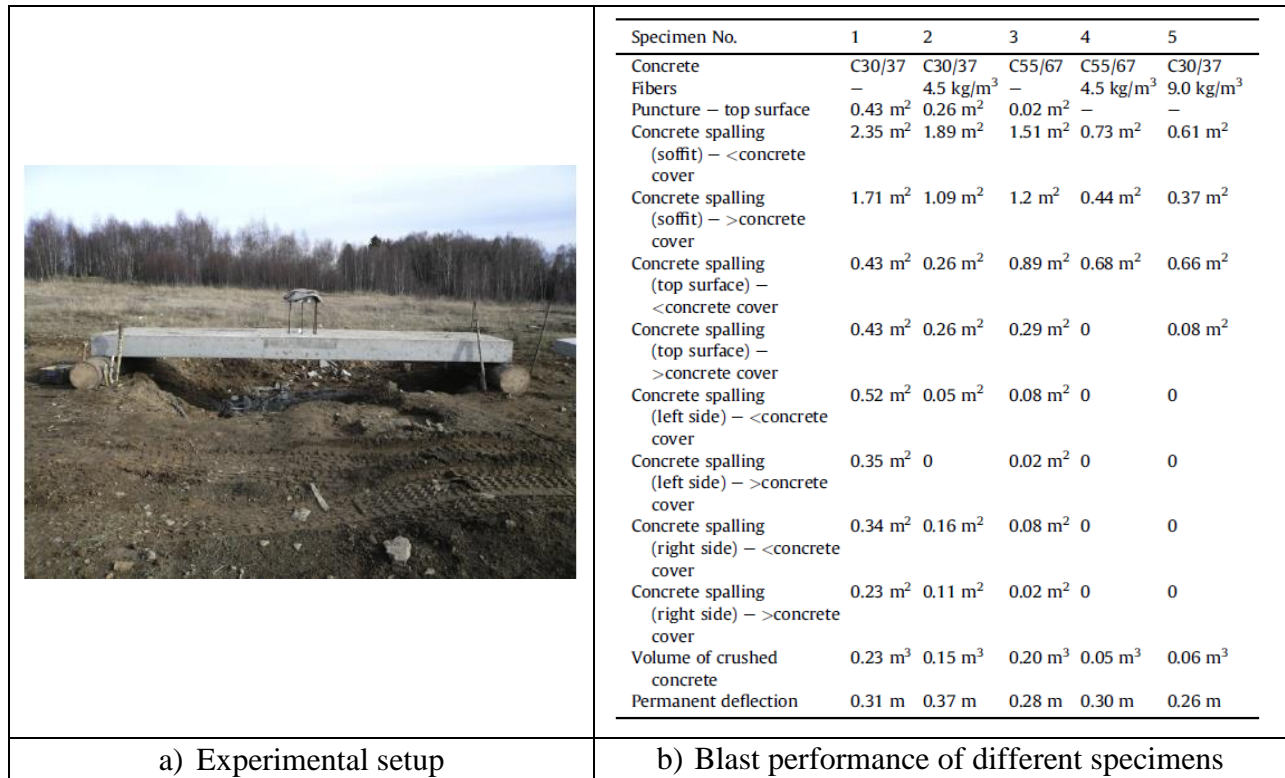 Specimen No. 1 2 3 4 5
Concrete C30/37 C30/37 C55/67 C55/67 C30/37
Fibers – 4.5 kg/m³ – 4.5 kg/m³ 9.0 kg/m³
Puncture – top surface 0.43 m² 0.26 m² 0.02 m² – –
Concrete spalling 2.35 m² 1.89 m² 1.51 m² 0.73 m² 0.61 m²
(soffit) – <concrete
cover
Concrete spalling 1.71 m² 1.09 m² 1.2 m² 0.44 m² 0.37 m²
(soffit) – >concrete
cover
Concrete spalling 0.43 m² 0.26 m² 0.89 m² 0.68 m² 0.66 m²
(top surface) –
<concrete cover
Concrete spalling 0.43 m² 0.26 m² 0.29 m² 0 0.08 m²
(top surface) –
>concrete cover
Concrete spalling 0.52 m² 0.05 m² 0.08 m² 0 0
(left side) – <concrete
cover
Concrete spalling 0.35 m² 0 0.02 m² 0 0
(left side) – >concrete
cover
Concrete spalling 0.34 m² 0.16 m² 0.08 m² 0 0
(right side) – <concrete
cover
Concrete spalling 0.23 m² 0.11 m² 0.02 m² 0 0
(right side) – >concrete
cover
Volume of crushed 0.23 m³ 0.15 m³ 0.20 m³ 0.05 m³ 0.06 m³
concrete
Permanent deflection 0.31 m 0.37 m 0.28 m 0.30 m 0.26 m
a) Experimental setup
b) Blast performance of different specimens